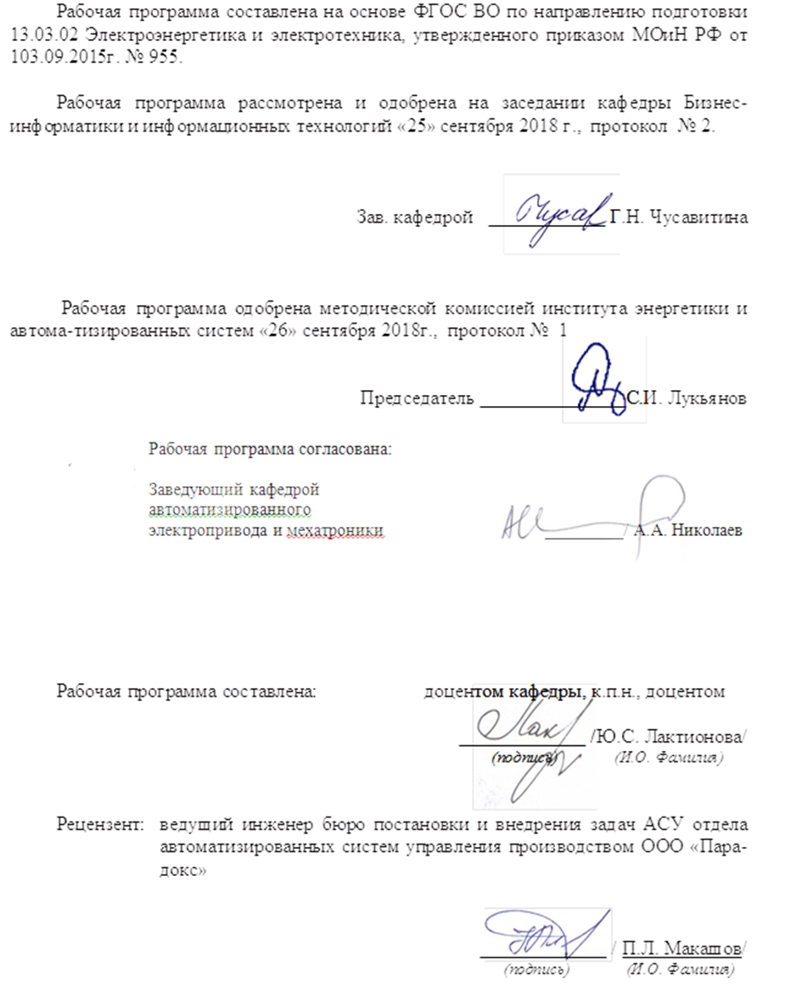 Рабочая программа составлена на основе ФГОС ВО по направлению подготовки
13.03.02 Электроэнергетика и электротехника, утвержденного приказом МОиН РФ от
103.09.2015г. № 955.
Рабочая программа рассмотрена и одобрена на заседании кафедры Бизнес-
информатики и информационных технологий «25» сентября 2018 г., протокол № 2.
Зав. кафедрой Чусав Г.Н. Чусавитина
Рабочая программа одобрена методической комиссией института энергетики и
автома-тизированных систем «26» сентября 2018г., протокол № 1
Председатель С.И. Лукьянов
Рабочая программа согласована:
Заведующий кафедрой
автоматизированного
электропривода и мехатроники / А.А. Николаев
Рабочая программа составлена: доцентом кафедры, к.п.н., доцентом
/Ю.С. Лактионова/
(подпись) (И.О. Фамилия)
Рецензент: ведущий инженер бюро постановки и внедрения задач АСУ отдела
автоматизированных систем управления производством ООО «Пара-
докс»
/ П.Л. Макашов/
(подпись) (И.О. Фамилия)